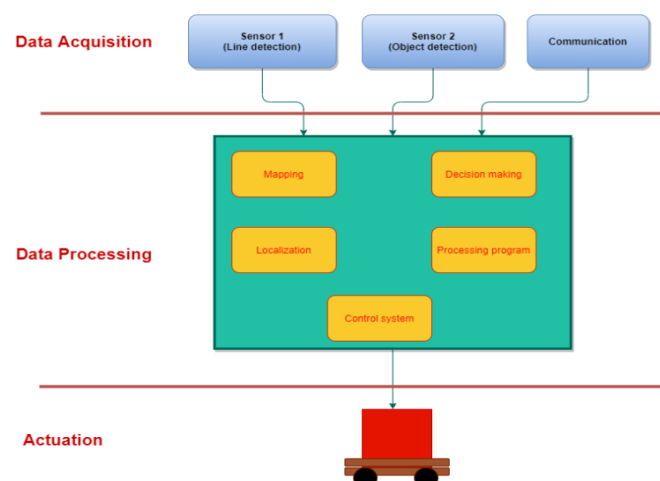 Data Acquisition
Sensor 1
(Line detection)
Sensor 2
(Object detection)
Communication
Data Processing
Mapping
Decision making
Localization
Processing program
Control system
Actuation